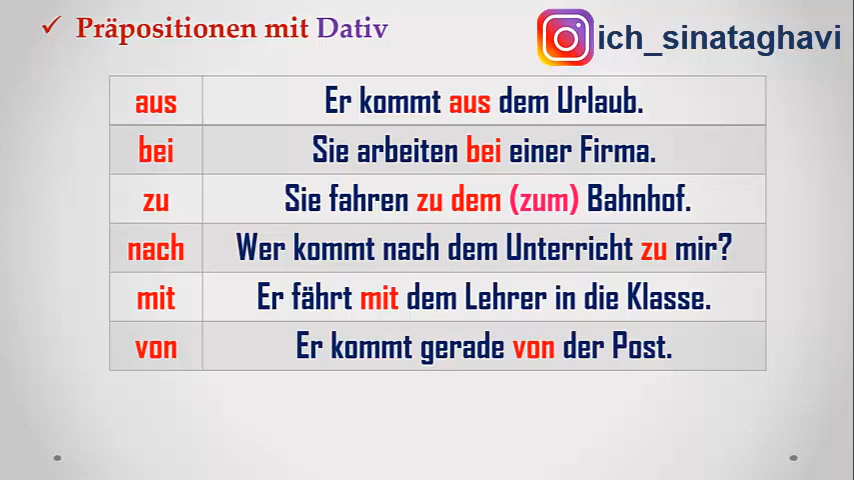 ✓ Präpositionen mit Dativ
ich_sinataghavi
aus Er kommt aus dem Urlaub.
bei Sie arbeiten bei einer Firma.
zu Sie fahren zu dem (zum) Bahnhof.
nach Wer kommt nach dem Unterricht zu mir?
mit Er fährt mit dem Lehrer in die Klasse.
von Er kommt gerade von der Post.